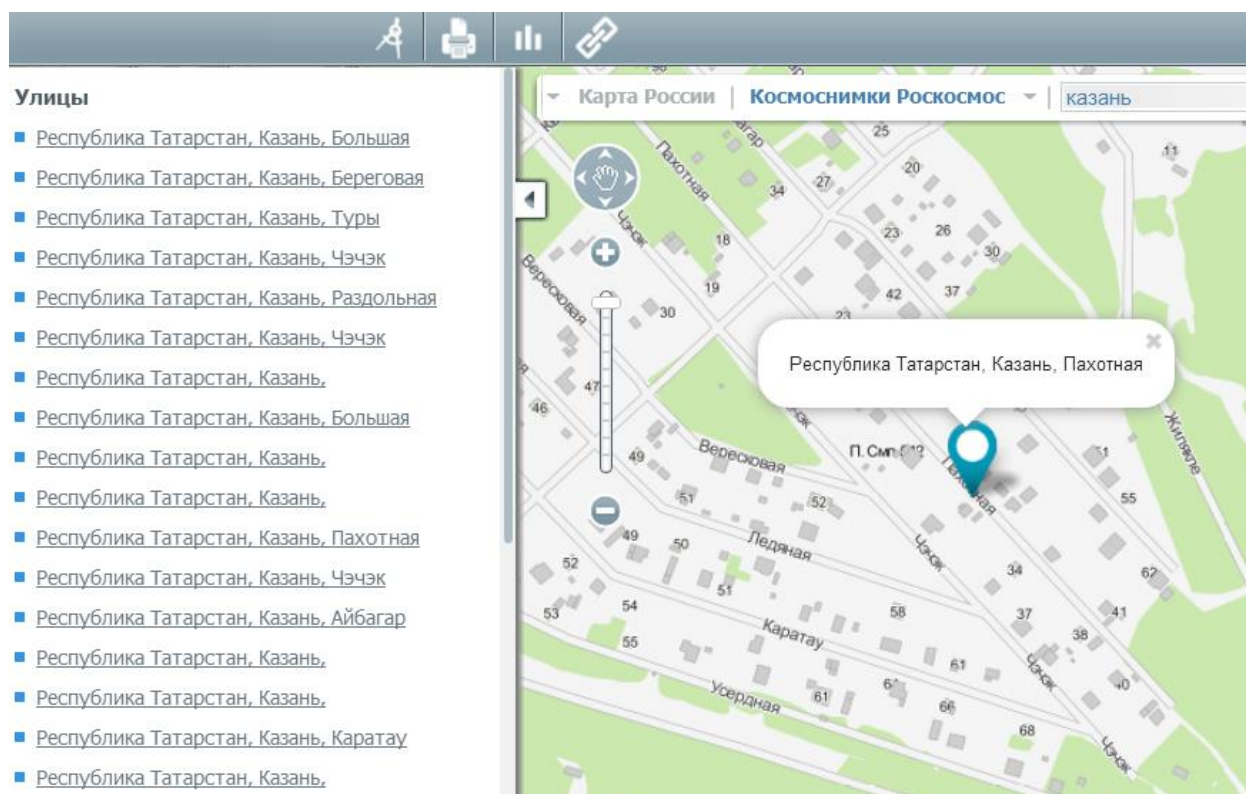 Улицы
Республика Татарстан, Казань, Большая
Республика Татарстан, Казань, Береговая
Республика Татарстан, Казань, Туры
Республика Татарстан, Казань, Чэчэк
Республика Татарстан, Казань, Раздольная
Республика Татарстан, Казань, Чэчэк
Республика Татарстан, Казань,
Республика Татарстан, Казань, Большая
Республика Татарстан, Казань,
Республика Татарстан, Казань,
Республика Татарстан, Казань, Пахотная
Республика Татарстан, Казань, Чэчэк
Республика Татарстан, Казань, Айбагар
Республика Татарстан, Казань,
Республика Татарстан, Казань,
Республика Татарстан, Казань, Каратау
Республика Татарстан, Казань,
Карта России | Космоснимки Роскосмос | казань
25
11
Пахотная
20
27
34
Чэчэк
18
23
26
30
Вересковая
19
42
37
30
23
Республика Татарстан, Казань, Пахотная
47
46
Жилякле
Вересковая
П. Смп
49
Пахотная
51
52
55
49
50
Ледяная
Чэчэк
52
51
34
62
53
54
58
37
41
55
Каратау
38
61
Чэчэк
Усердная
61
66
68
Чэчэк